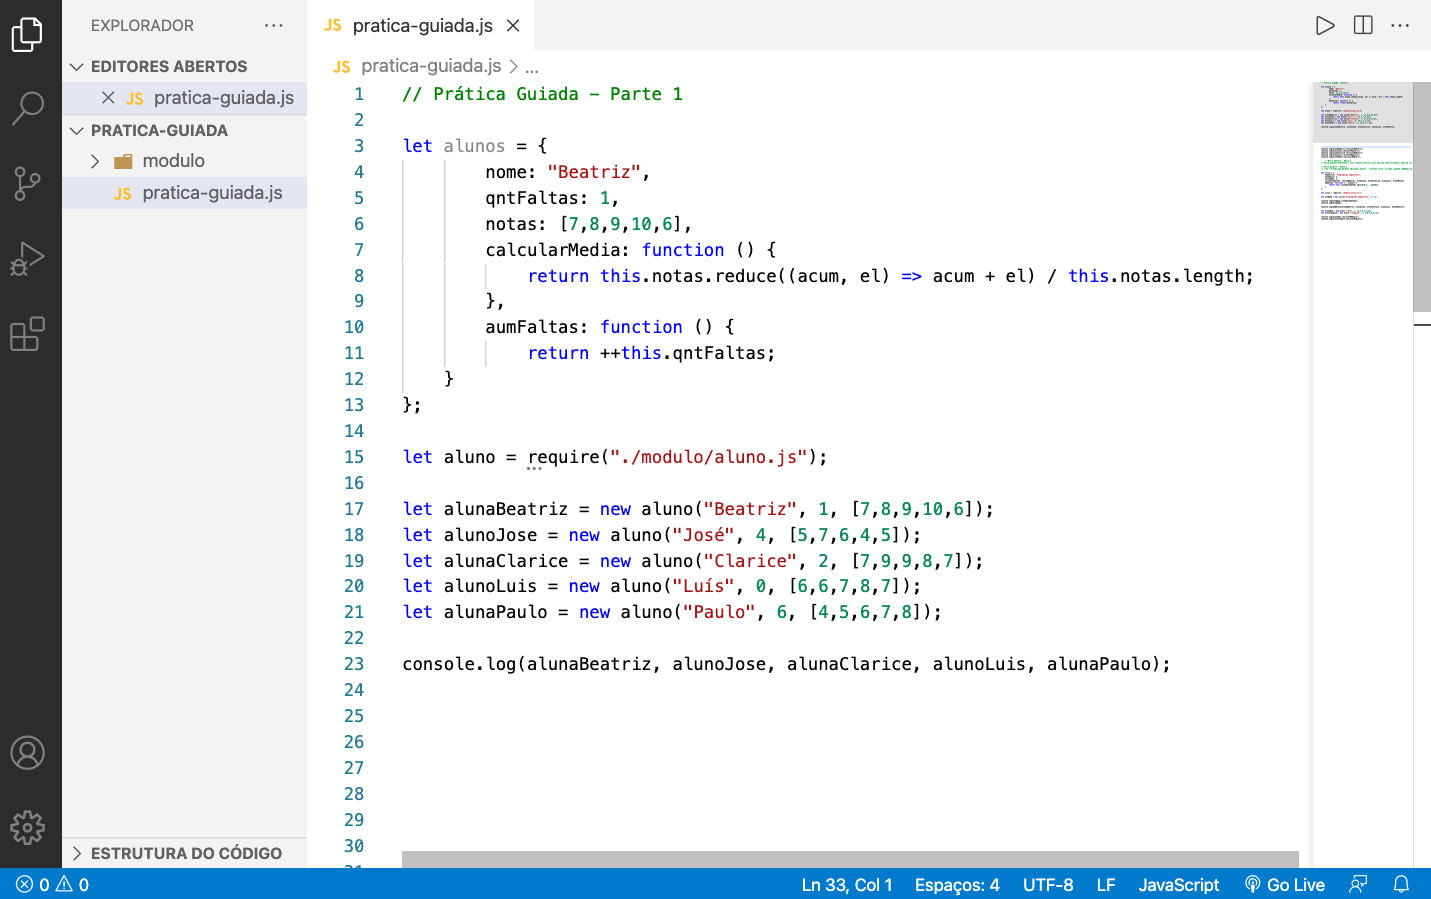 EXPLORADOR ···
JS pratica-guiada.js
EDITORES ABERTOS
JS pratica-guiada.js
PRATICA-GUIADA
modulo
JS pratica-guiada.js
JS pratica-guiada.js > ...
1 // Prática Guiada – Parte 1
2
3 let alunos = {
4 nome: "Beatriz",
5 qntFaltas: 1,
6 notas: [7,8,9,10,6],
7 calcularMedia: function () {
8 return this.notas.reduce((acum, el) => acum + el) / this.notas.length;
9 },
10 aumFaltas: function () {
11 return ++this.qntFaltas;
12 }
13 };
14
15 let aluno = require("./modulo/aluno.js");
16
17 let alunaBeatriz = new aluno("Beatriz", 1, [7,8,9,10,6]);
18 let alunoJose = new aluno("José", 4, [5,7,6,4,5]);
19 let alunaClarice = new aluno("Clarice", 2, [7,9,9,8,7]);
20 let alunoLuis = new aluno("Luís", 0, [6,6,7,8,7]);
21 let alunaPaulo = new aluno("Paulo", 6, [4,5,6,7,8]);
22
23 console.log(alunaBeatriz, alunoJose, alunaClarice, alunoLuis, alunaPaulo);
24
25
26
27
28
29
30
ESTRUTURA DO CÓDIGO
0 0 Ln 33, Col 1 Espaços: 4 UTF-8 LF JavaScript Go Live